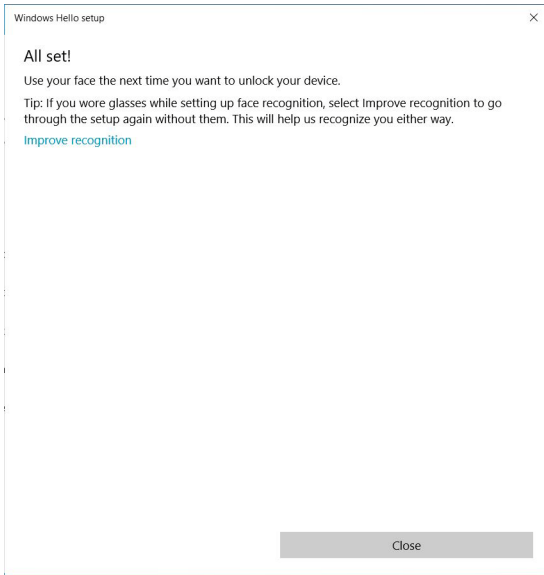 Windows Hello setup
All set!
Use your face the next time you want to unlock your device.
Tip: If you wore glasses while setting up face recognition, select Improve recognition to go
through the setup again without them. This will help us recognize you either way.
Improve recognition
Close